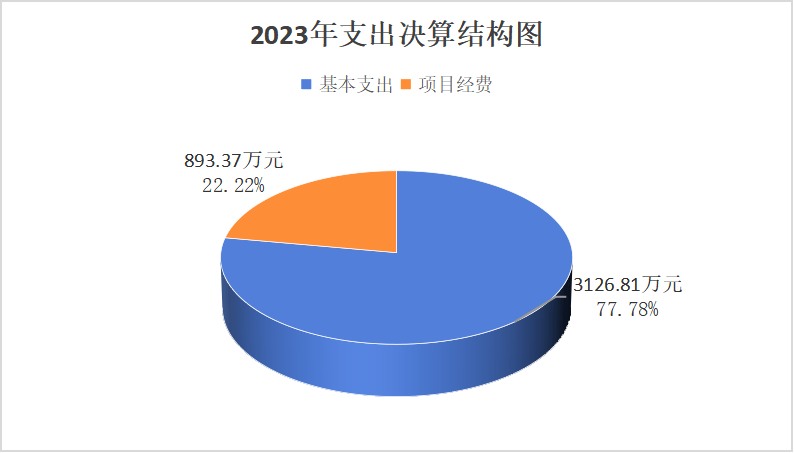 2023年支出决算结构图
基本支出 项目经费
893.37万元
22.22%
3126.81万元
77.78%